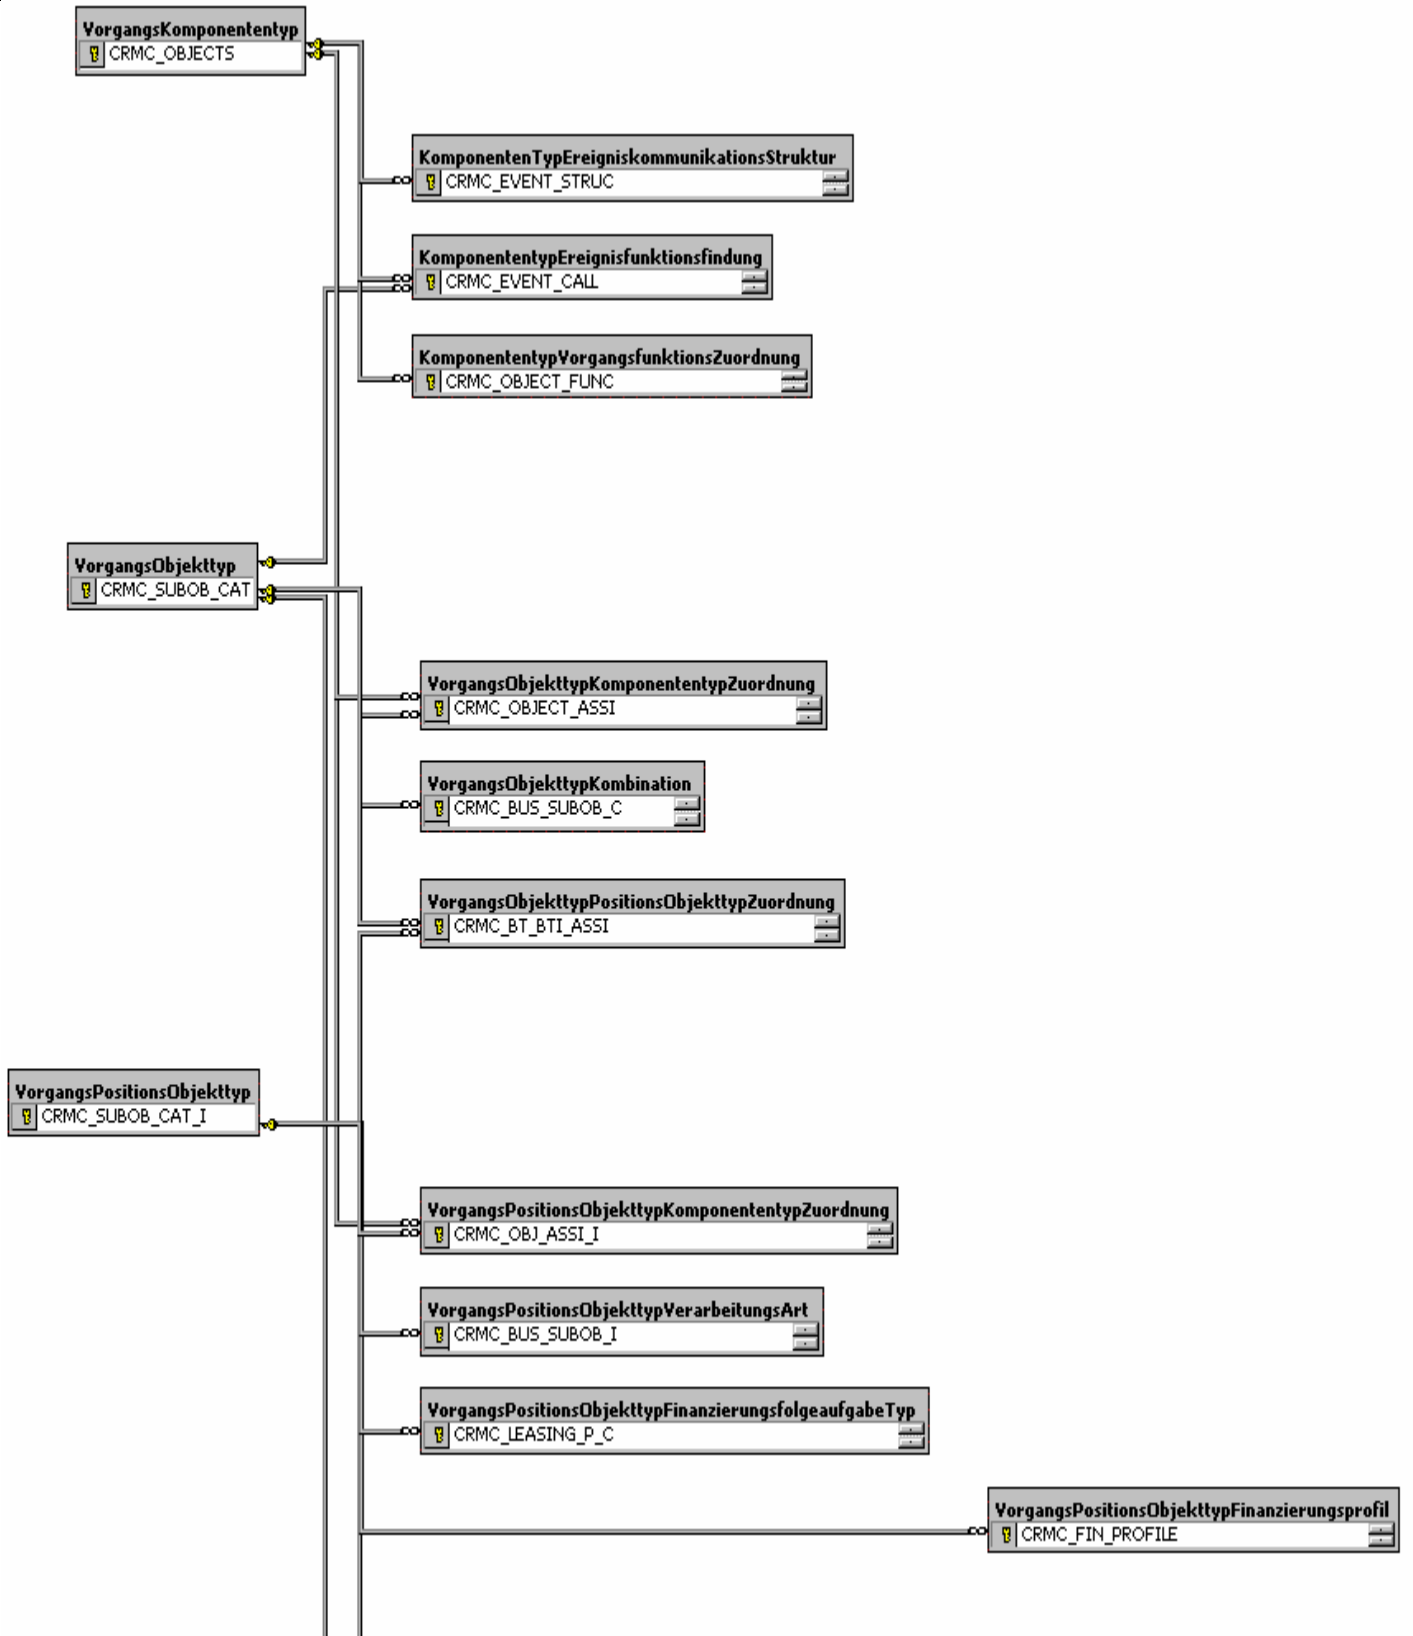 VorgangsKomponententyp
CRMC_OBJECTS
KomponentenTypEreigniskommunikationsStruktur
CRMC_EVENT_STRUC
KomponententypEreignisfunktionsfindung
CRMC_EVENT_CALL
KomponententypVorgangsfunktionsZuordnung
CRMC_OBJECT_FUNC
VorgangsObjekttyp
CRMC_SUBOB_CAT
VorgangsObjekttypKomponententypZuordnung
CRMC_OBJECT_ASSI
VorgangsObjekttypKombination
CRMC_BUS_SUBOB_C
VorgangsObjekttypPositionsObjekttypZuordnung
CRMC_BT_BTI_ASSI
VorgangsPositionsObjekttyp
CRMC_SUBOB_CAT_I
VorgangsPositionsObjekttypKomponententypZuordnung
CRMC_OBJ_ASSI_I
VorgangsPositionsObjekttypVerarbeitungsArt
CRMC_BUS_SUBOB_I
VorgangsPositionsObjekttypFinanzierungsfolgeaufgabeTyp
CRMC_LEASING_P_C
VorgangsPositionsObjekttypFinanzierungsprofil
CRMC_FIN_PROFILE